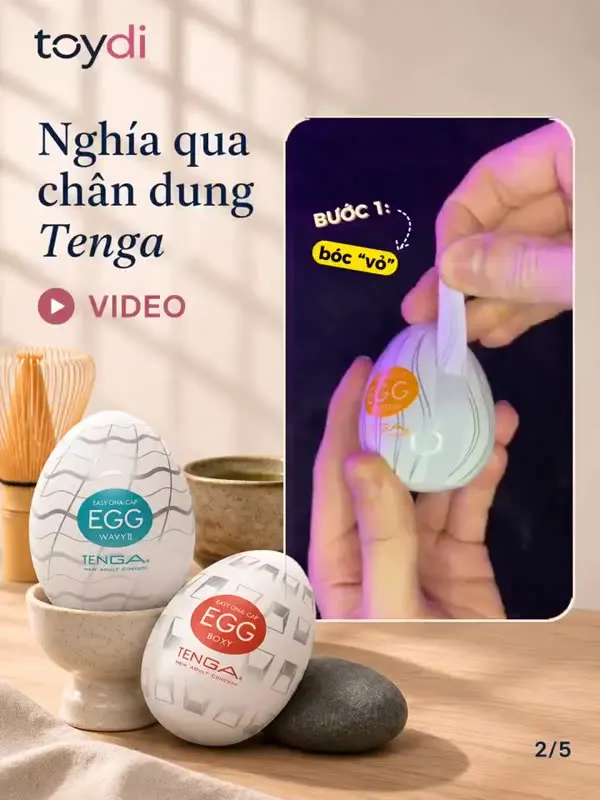 toydi
Nghía qua
chân dung
Tenga
VIDEO
BƯỚC 1:
bóc "vỏ"
EGG
EASY ONA-CAP
EGG
WAVY II
TENGA
NEW ADULT CONCEPT
EASY ONA-CAP
EGG
BOXY
TENGA
NEW ADULT CONCEPT
2/5